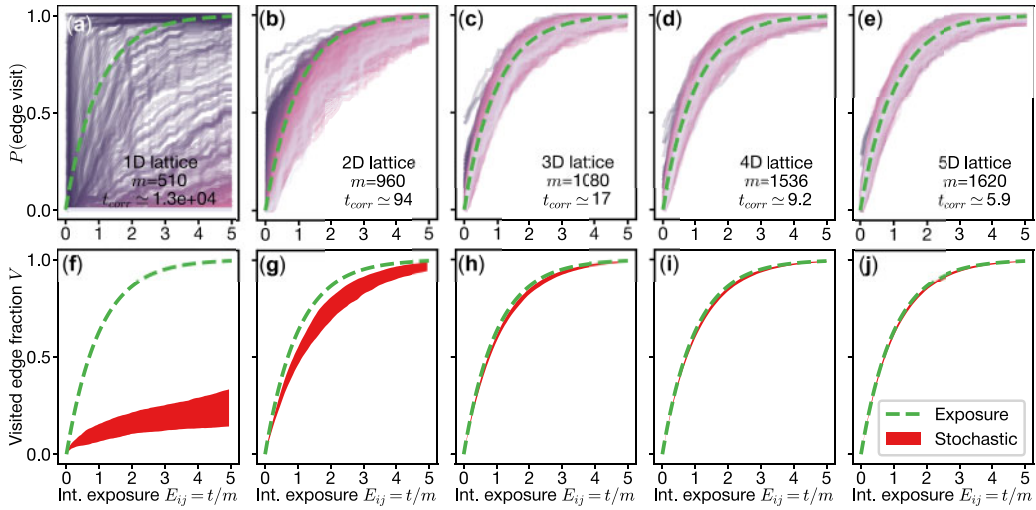 (a)
(b)
(c)
(d)
(e)
P(edge visit)
1.0
0.5
0.0
1D lattice
m=510
t_corr ≃ 1.3e+04
2D lattice
m=960
t_corr ≃ 94
3D lattice
m=1080
t_corr ≃ 17
4D lattice
m=1536
t_corr ≃ 9.2
5D lattice
m=1620
t_corr ≃ 5.9
0 1 2 3 4 5
0 1 2 3 4 5
0 1 2 3 4 5
0 1 2 3 4 5
0 1 2 3 4 5
(f)
(g)
(h)
(i)
(j)
Visited edge fraction V
1.0
0.5
0.0
Exposure
Stochastic
0 1 2 3 4 5
0 1 2 3 4 5
0 1 2 3 4 5
0 1 2 3 4 5
0 1 2 3 4 5
Int. exposure E_ij = t/m
Int. exposure E_ij = t/m
Int. exposure E_ij = t/m
Int. exposure E_ij = t/m
Int. exposure E_ij = t/m